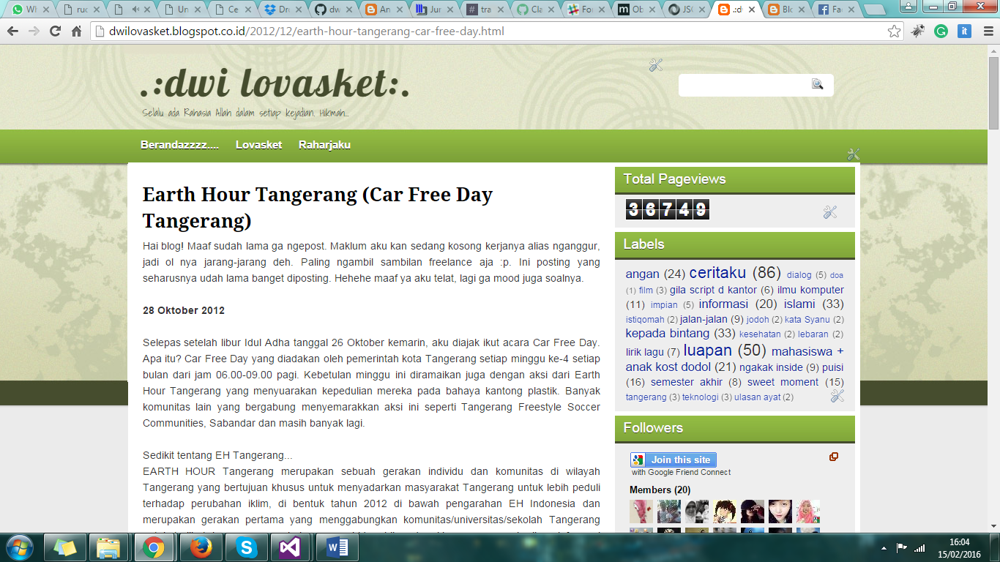 Wh
rud
Un
Ce
Dr
dw
An
Jur
tra
Cla
For
Ob
JSC
.:dv
Blo
Fac
dwilovasket.blogspot.co.id/2012/12/earth-hour-tangerang-car-free-day.html
.:dwi lovasket:.
Selalu ada Rahasia Allah dalam setiap kejadian. Hikmah...
Berandazzzz.... Lovasket Raharjaku
Earth Hour Tangerang (Car Free Day
Tangerang)
Hai blog! Maaf sudah lama ga ngepost. Maklum aku kan sedang kosong kerjanya alias nganggur,
jadi ol nya jarang-jarang deh. Paling ngambil sambilan freelance aja :p. Ini posting yang
seharusnya udah lama banget diposting. Hehehe maaf ya aku telat, lagi ga mood juga soalnya.
28 Oktober 2012
Selepas setelah libur Idul Adha tanggal 26 Oktober kemarin, aku diajak ikut acara Car Free Day.
Apa itu? Car Free Day yang diadakan oleh pemerintah kota Tangerang setiap minggu ke-4 setiap
bulan dari jam 06.00-09.00 pagi. Kebetulan minggu ini diramaikan juga dengan aksi dari Earth
Hour Tangerang yang menyuarakan kepedulian mereka pada bahaya kantong plastik. Banyak
komunitas lain yang bergabung menyemarakkan aksi ini seperti Tangerang Freestyle Soccer
Communities, Sabandar dan masih banyak lagi.
Sedikit tentang EH Tangerang...
EARTH HOUR Tangerang merupakan sebuah gerakan individu dan komunitas di wilayah
Tangerang yang bertujuan khusus untuk menyadarkan masyarakat Tangerang untuk lebih peduli
terhadap perubahan iklim, di bentuk tahun 2012 di bawah pengarahan EH Indonesia dan
merupakan gerakan pertama yang menggabungkan komunitas/universitas/sekolah Tangerang
Total Pageviews
36749
Labels
angan (24) ceritaku (86) dialog (5) doa
(1) film (3) gila script d kantor (6) ilmu komputer
(11) impian (5) informasi (20) islami (33)
istiqomah (2) jalan-jalan (9) jodoh (2) kata Syanu (2)
kepada bintang (33) kesehatan (2) lebaran (2)
lirik lagu (7) luapan (50) mahasiswa +
anak kost dodol (21) ngakak inside (9) puisi
(16) semester akhir (8) sweet moment (15)
tangerang (3) teknologi (3) ulasan ayat (2)
Followers
Join this site
with Google Friend Connect
Members (20)
16:04
15/02/2016